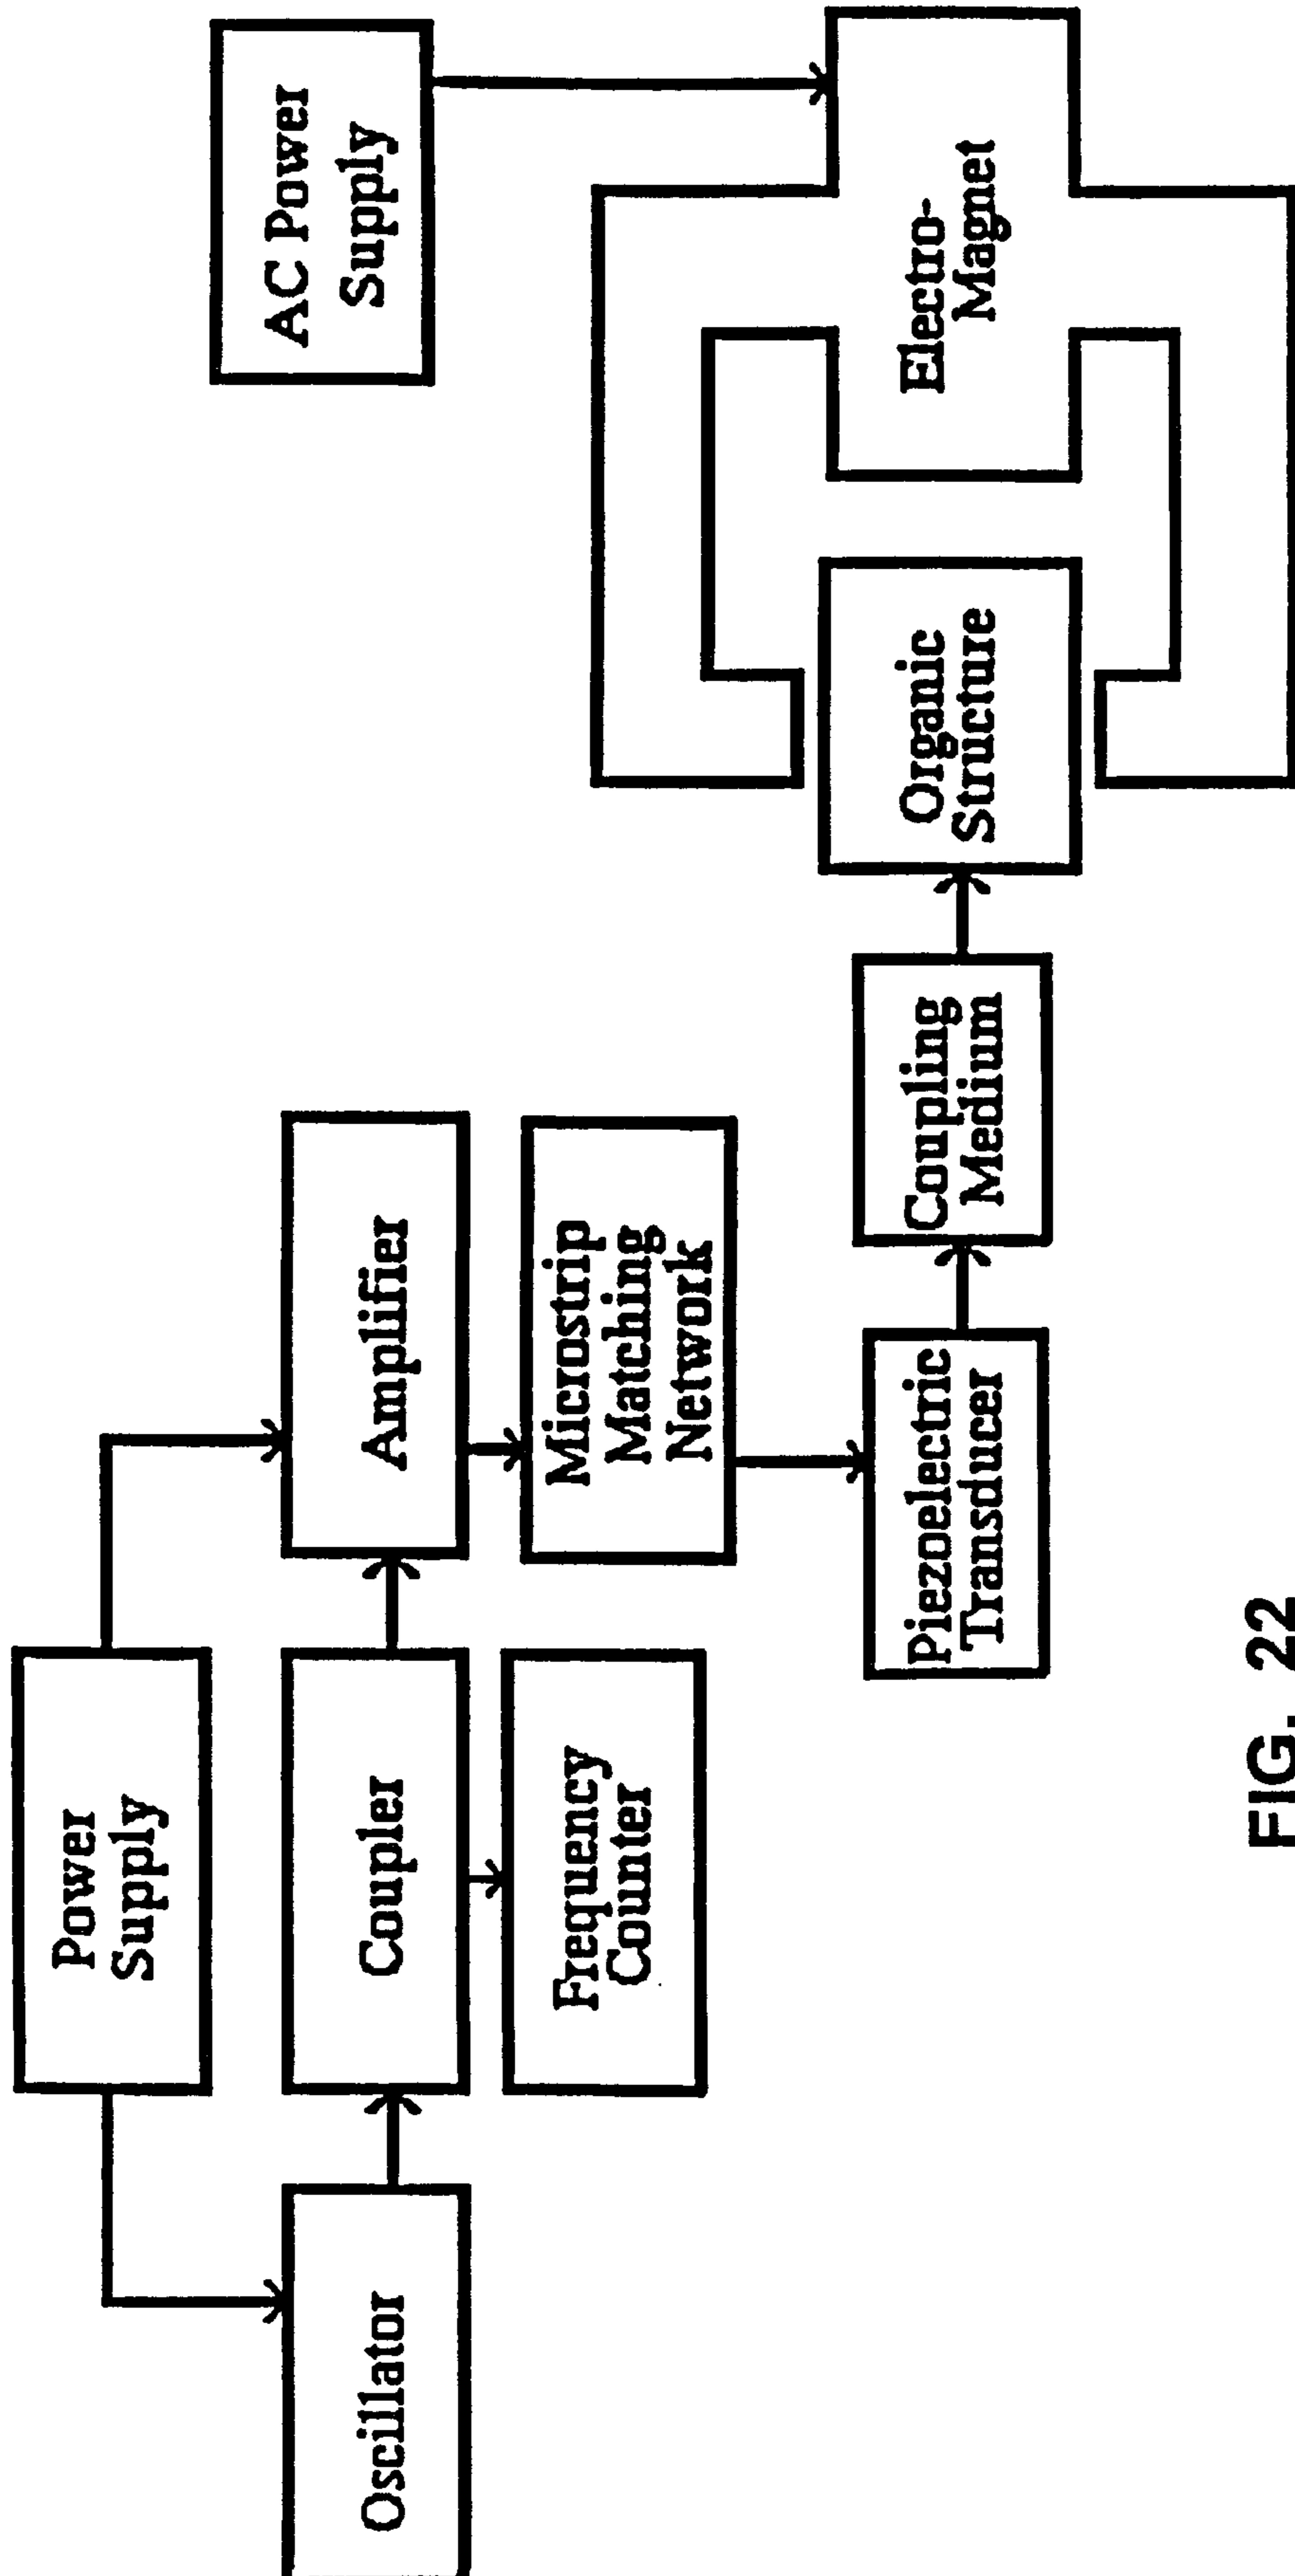 Power
Supply
AC Power
Supply
Oscillator
Coupler
Amplifier
Frequency
Counter
Microstrip
Matching
Network
Piezoelectric
Transducer
Coupling
Medium
Organic
Structure
Electro-
Magnet
FIG. 22